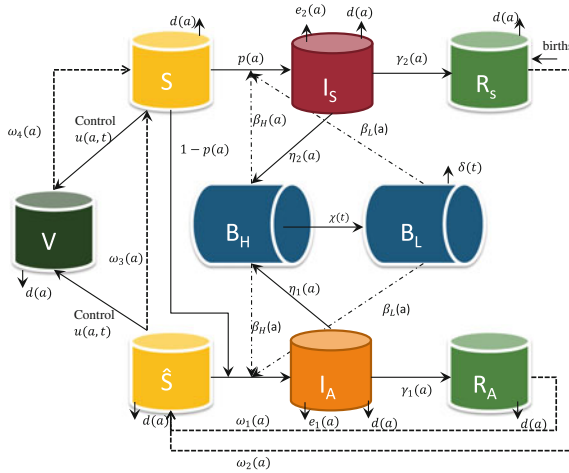 d(a)
e₂(a)
d(a)
d(a)
births
S
p(a)
I_S
γ₂(a)
R_s
ω₄(a)
Control
u(a,t)
1 − p(a)
β_H(a)
η₂(a)
β_L(a)
δ(t)
V
ω₃(a)
B_H
χ(t)
B_L
d(a)
Control
u(a,t)
η₁(a)
β_H(a)
β_L(a)
Ŝ
I_A
γ₁(a)
R_A
d(a)
ω₁(a)
e₁(a)
d(a)
d(a)
ω₂(a)